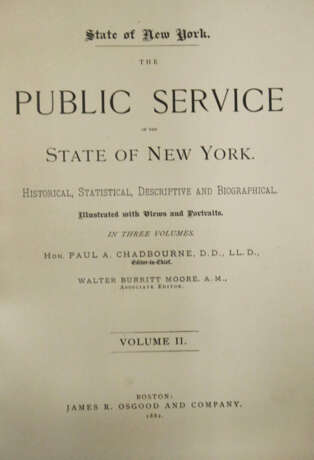 State of New York.
THE
PUBLIC SERVICE
OF THE
STATE OF NEW YORK.
HISTORICAL, STATISTICAL, DESCRIPTIVE AND BIOGRAPHICAL.
Illustrated with Views and Portraits.
IN THREE VOLUMES.
HON. PAUL A. CHADBOURNE, D.D., LL.D.,
Editor-in-Chief.
WALTER BURRITT MOORE, A.M.,
ASSOCIATE EDITOR.
VOLUME II.
BOSTON:
JAMES R. OSGOOD AND COMPANY.
1882.